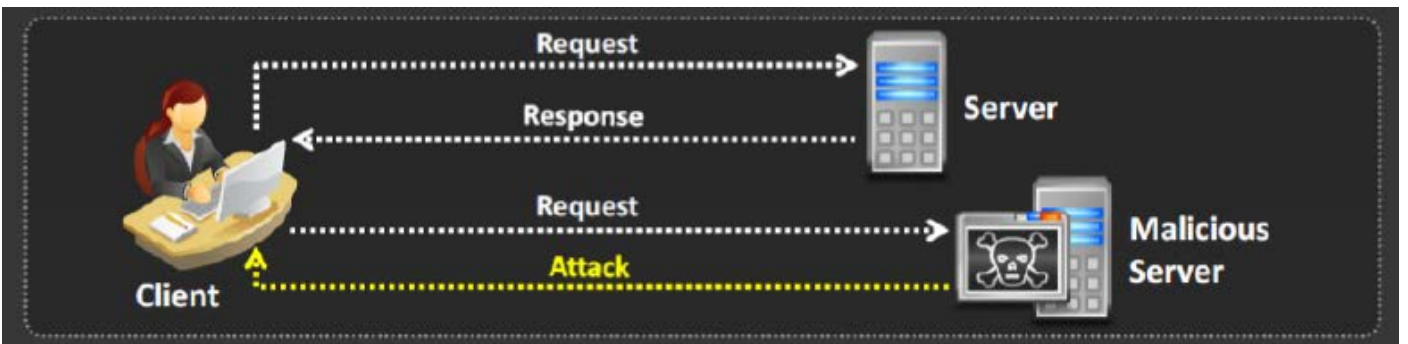 Request
Server
Response
Request
Malicious
Server
Attack
Client